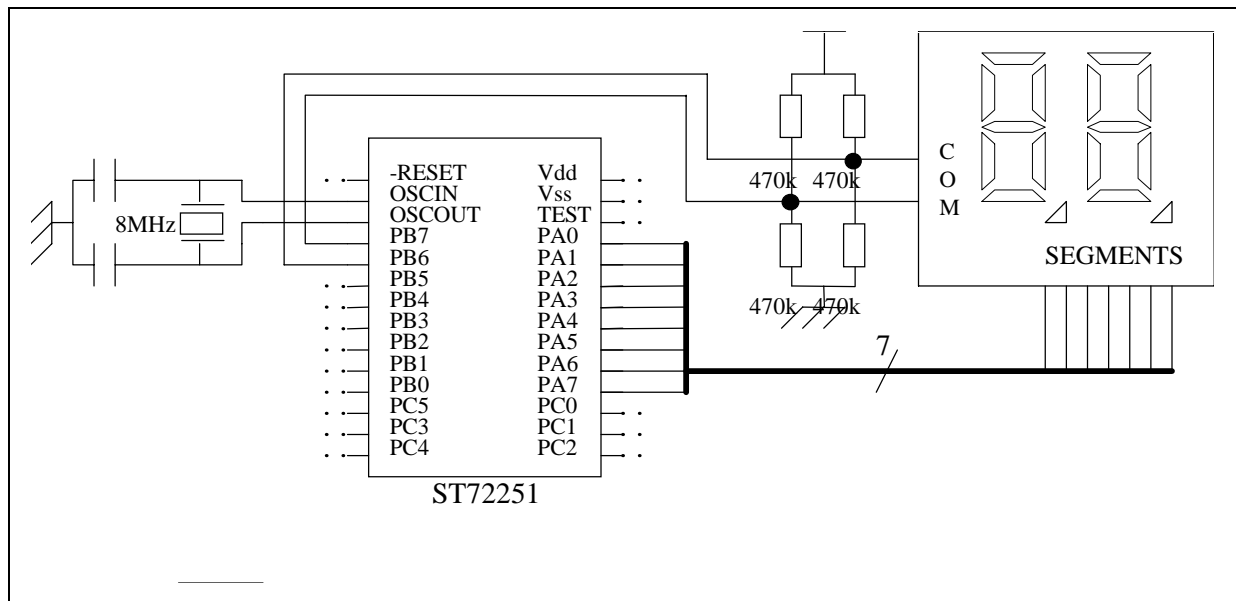 -RESET
OSCIN
OSCOUT
PB7
PB6
PB5
PB4
PB3
PB2
PB1
PB0
PC5
PC3
PC4
Vdd
Vss
TEST
PA0
PA1
PA2
PA3
PA4
PA5
PA6
PA7
PC0
PC1
PC2
ST72251
8MHz
470k 470k
470k 470k
C
O
M
SEGMENTS
7